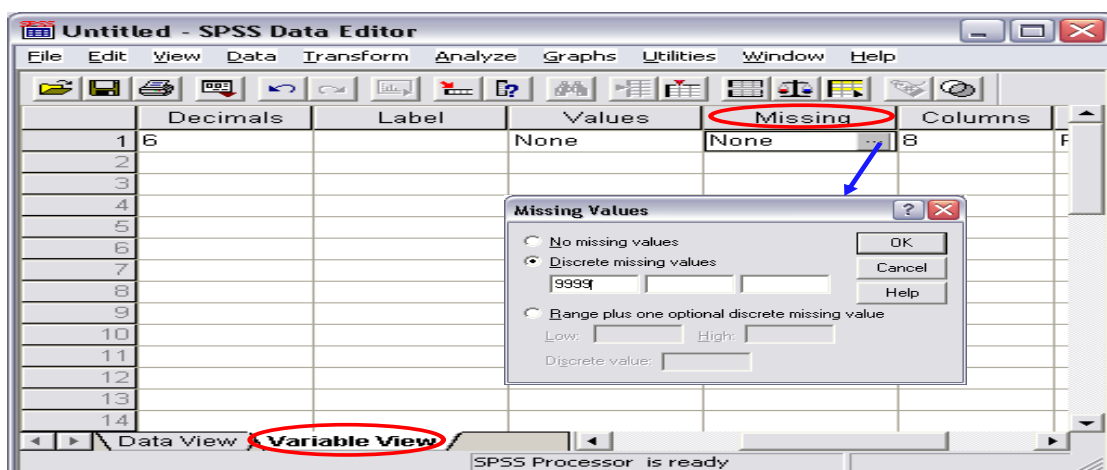 Untitled - SPSS Data Editor
File Edit View Data Transform Analyze Graphs Utilities Window Help
Decimals Label Values Missing Columns
1 6 None None ... 8
2
3
4
5
6
7
8
9
10
11
12
13
14
Missing Values
No missing values
Discrete missing values
9999
Range plus one optional discrete missing value
Low: High:
Discrete value:
OK
Cancel
Help
Data View Variable View
SPSS Processor is ready